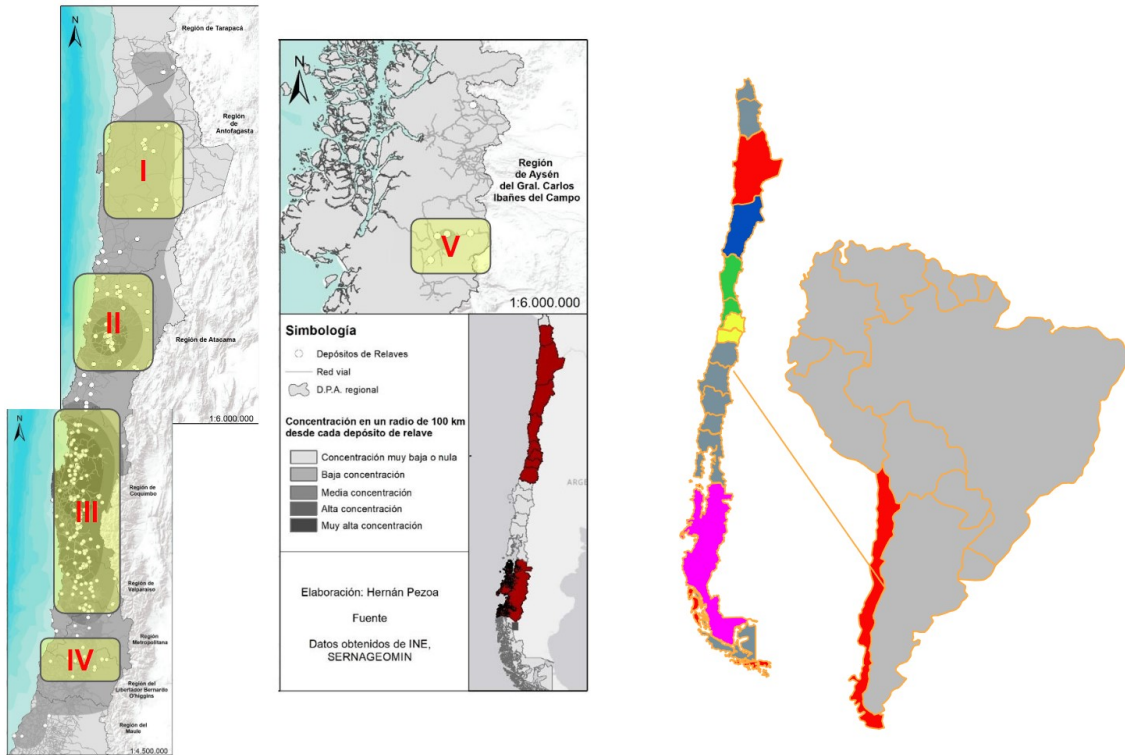 N
Región de Tarapacá
Región
de
Antofagasta
I
II
Región de Atacama
1:6.000.000
N
III
Región de
Coquimbo
Región de
Valparaíso
Región
Metropolitana
IV
Región del
Libertador Bernardo
O'higgins
Región del
Maule
1:4.500.000
N
Región
de Aysén
del Gral. Carlos
Ibañes del Campo
V
1:6.000.000
Simbología
Depósitos de Relaves
Red vial
D.P.A. regional
Concentración en un radio de 100 km
desde cada depósito de relave
Concentración muy baja o nula
Baja concentración
Media concentración
Alta concentración
Muy alta concentración
Elaboración: Hernán Pezoa
Fuente
Datos obtenidos de INE,
SERNAGEOMIN
ARGE